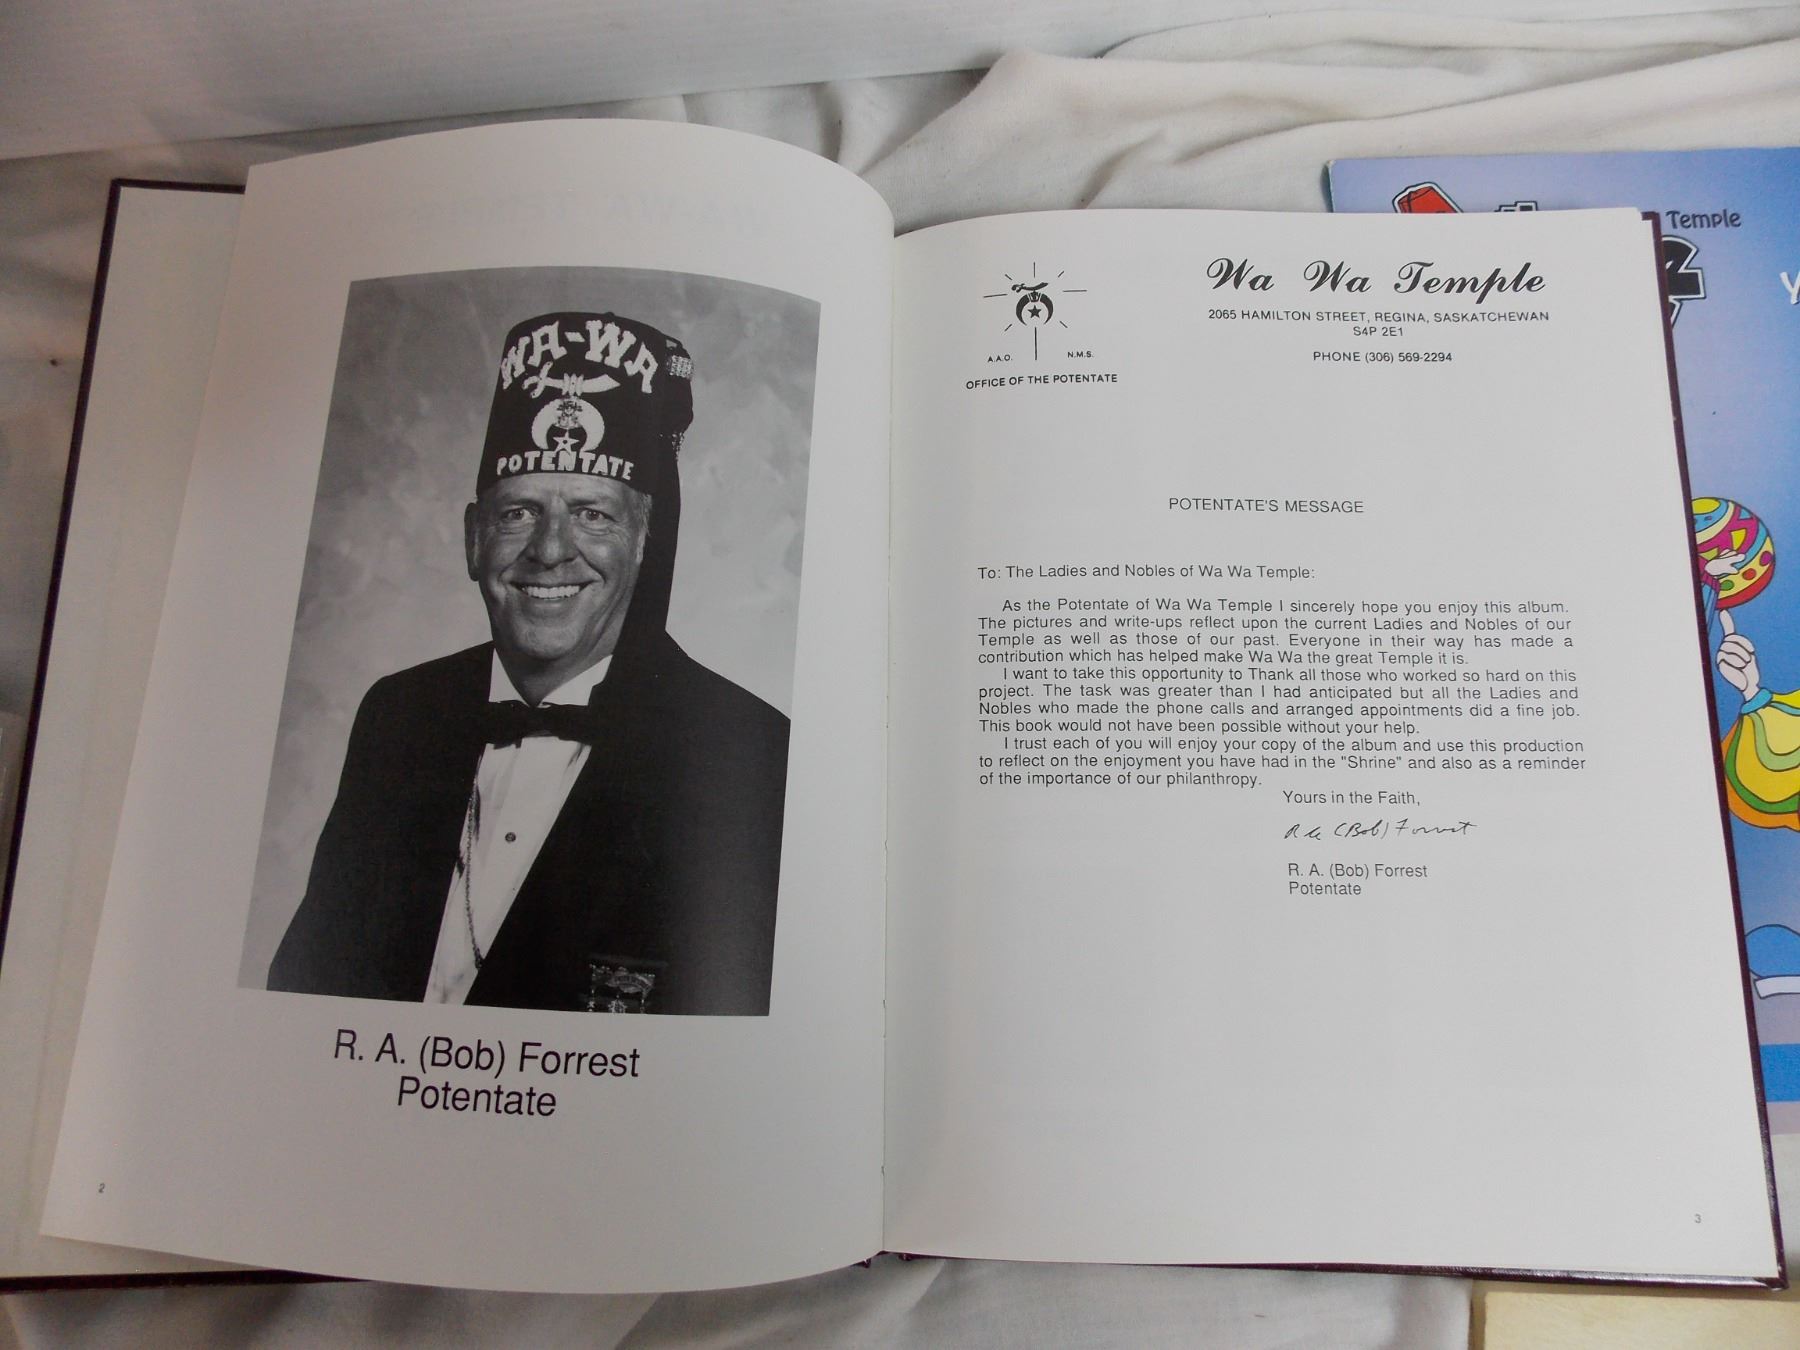 WA-WA
POTENTATE
R. A. (Bob) Forrest
Potentate
2
A.A.O. N.M.S.
OFFICE OF THE POTENTATE
Wa Wa Temple
2065 HAMILTON STREET, REGINA, SASKATCHEWAN
S4P 2E1
PHONE (306) 569-2294
POTENTATE'S MESSAGE
To: The Ladies and Nobles of Wa Wa Temple:
As the Potentate of Wa Wa Temple I sincerely hope you enjoy this album.
The pictures and write-ups reflect upon the current Ladies and Nobles of our
Temple as well as those of our past. Everyone in their way has made a
contribution which has helped make Wa Wa the great Temple it is.
I want to take this opportunity to Thank all those who worked so hard on this
project. The task was greater than I had anticipated but all the Ladies and
Nobles who made the phone calls and arranged appointments did a fine job.
This book would not have been possible without your help.
I trust each of you will enjoy your copy of the album and use this production
to reflect on the enjoyment you have had in the "Shrine" and also as a reminder
of the importance of our philanthropy.
Yours in the Faith,
(Bob) Forrest
R. A. (Bob) Forrest
Potentate
3
Temple